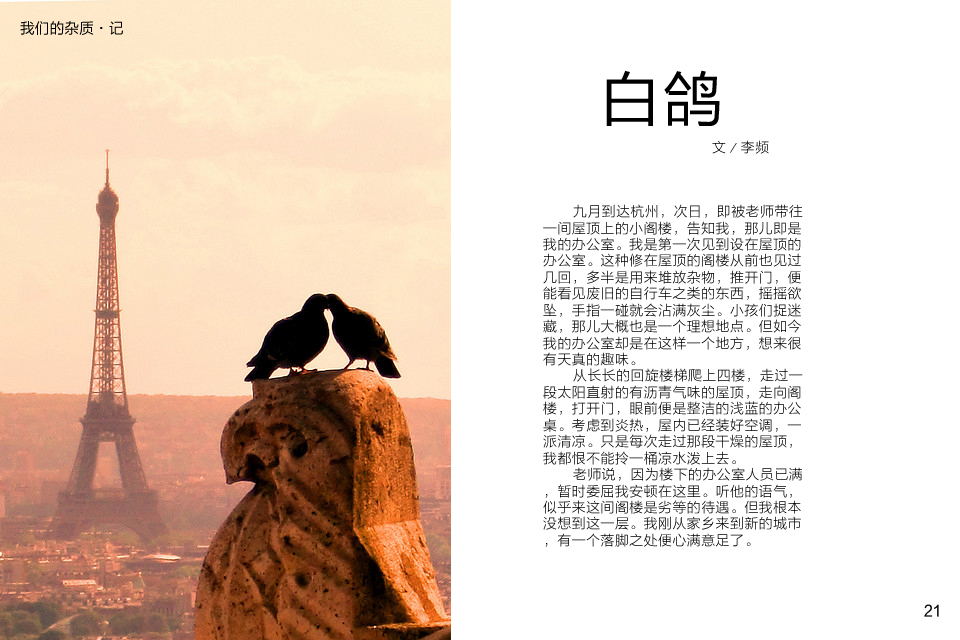 我们的杂质·记
白鸽
文 / 李频
九月到达杭州，次日，即被老师带往
一间屋顶上的小阁楼，告知我，那儿即是
我的办公室。我是第一次见到设在屋顶的
办公室。这种修在屋顶的阁楼从前也见过
几回，多半是用来堆放杂物，推开门，便
能看见废旧的自行车之类的东西，摇摇欲
坠，手指一碰就会沾满灰尘。小孩们捉迷
藏，那儿大概也是一个理想地点。但如今
我的办公室却是在这样一个地方，想来很
有天真的趣味。
从长长的回旋楼梯爬上四楼，走过一
段太阳直射的有沥青气味的屋顶，走向阁
楼，打开门，眼前便是整洁的浅蓝的办公
桌。考虑到炎热，屋内已经装好空调，一
派清凉。只是每次走过那段干燥的屋顶，
我都恨不能拎一桶凉水泼上去。
老师说，因为楼下的办公室人员已满
，暂时委屈我安顿在这里。听他的语气，
似乎来这间阁楼是劣等的待遇。但我根本
没想到这一层。我刚从家乡来到新的城市
，有一个落脚之处便心满意足了。
21